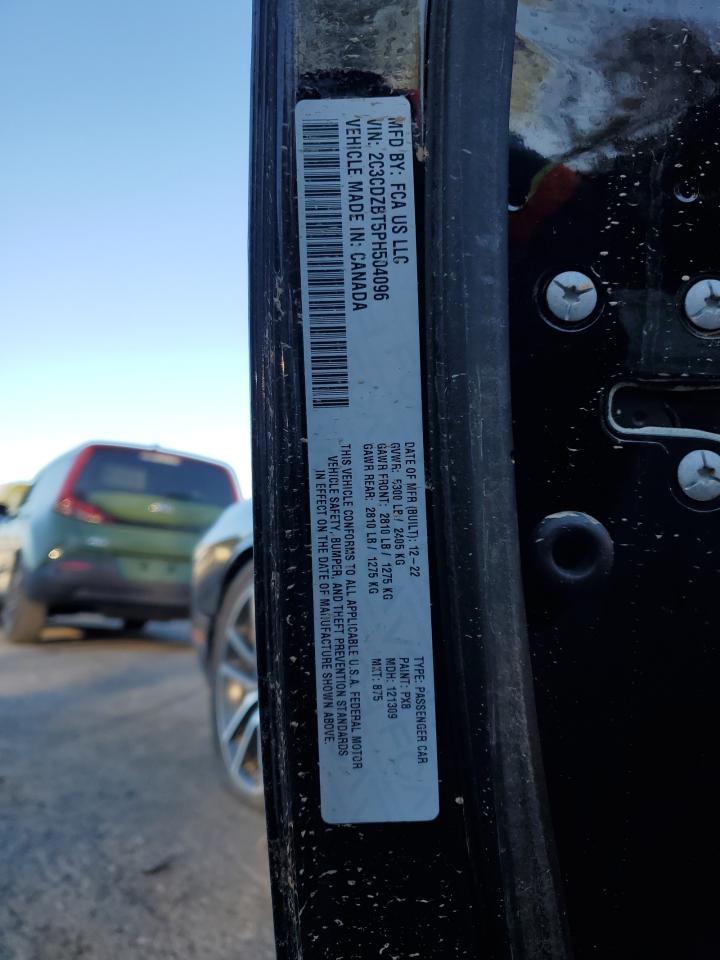 MFD BY: FCA US LLC
VIN: 2C3CDZBT5PH504096
VEHICLE MADE IN: CANADA
DATE OF MFR (BUILT): 12-22
GVWR: 5300 LB / 2405 KG
GAWR FRONT: 2810 LB / 1275 KG
GAWR REAR: 2810 LB / 1275 KG
THIS VEHICLE CONFORMS TO ALL APPLICABLE U.S.A. FEDERAL MOTOR
VEHICLE SAFETY, BUMPER, AND THEFT PREVENTION STANDARDS
IN EFFECT ON THE DATE OF MANUFACTURE SHOWN ABOVE.
TYPE: PASSENGER CAR
PAINT: PX8
MDH: 121309
MXT: 875